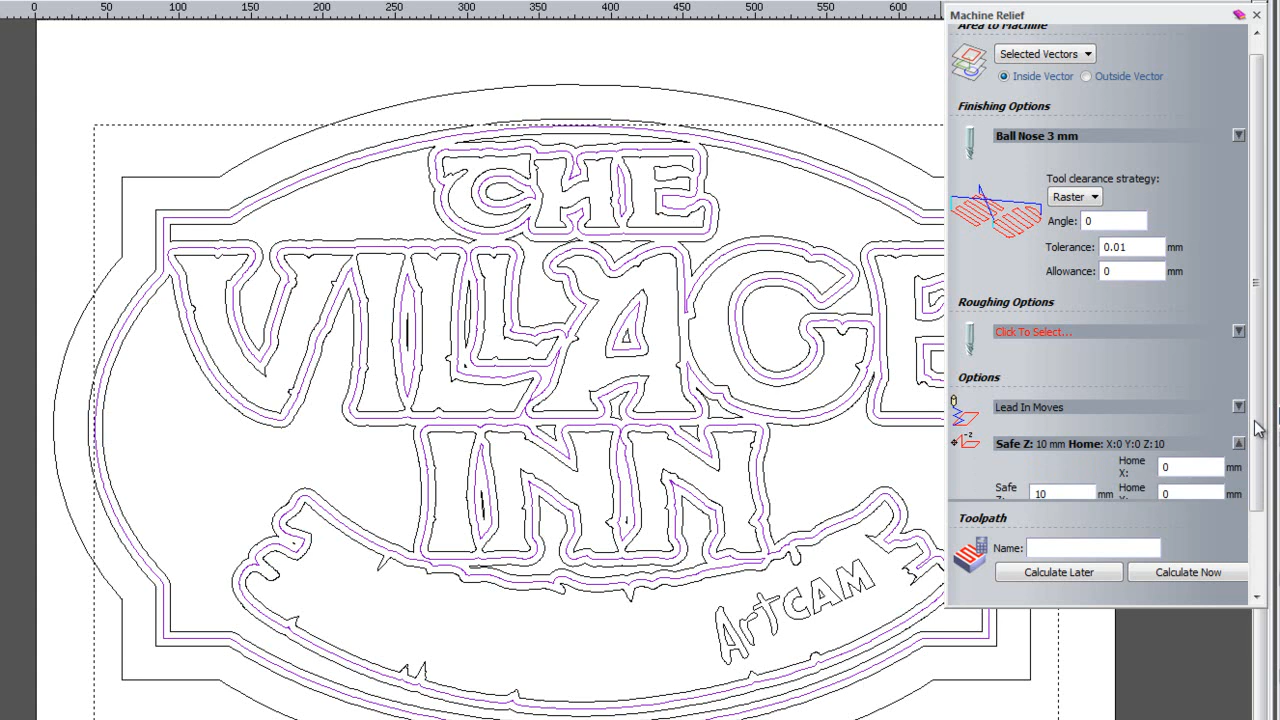 0 50 100 150 200 250 300 350 400 450 500 550 600
Machine Relief
Area to Machine
Selected Vectors
Inside Vector Outside Vector
Finishing Options
Ball Nose 3 mm
Tool clearance strategy:
Raster
Angle: 0
Tolerance: 0.01 mm
Allowance: 0 mm
Roughing Options
Click To Select...
Options
Lead In Moves
Safe Z: 10 mm Home: X:0 Y:0 Z:10
Home X: 0 mm
Safe Z: 10 mm Home Y: 0 mm
Toolpath
Name:
Calculate Later Calculate Now
THE
VILLAGE
INN
ArtCAM